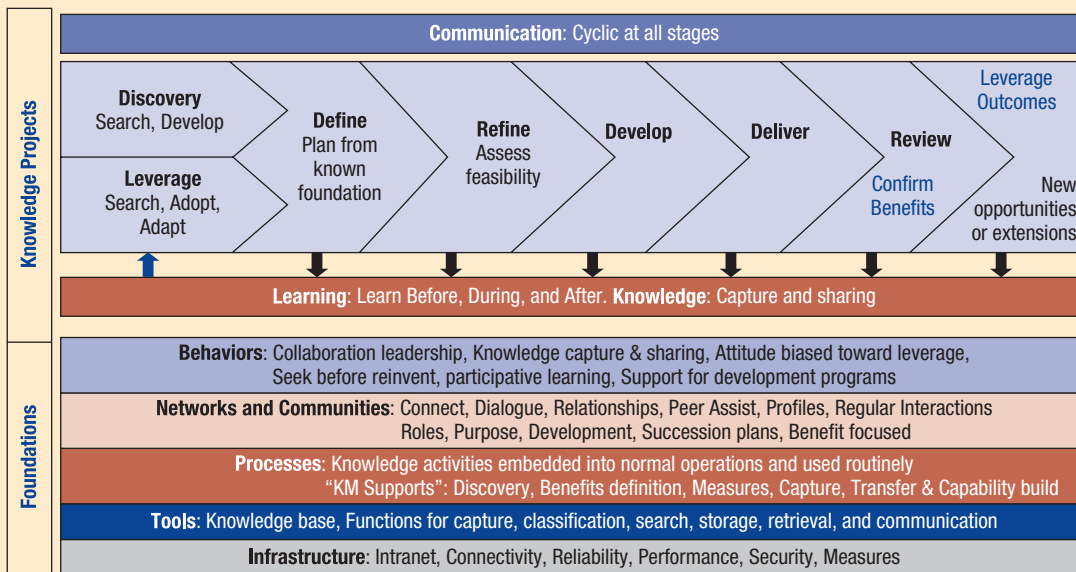 Knowledge Projects
Communication: Cyclic at all stages
Discovery
Search, Develop
Leverage
Search, Adopt,
Adapt
Define
Plan from
known
foundation
Refine
Assess
feasibility
Develop
Deliver
Review
Confirm
Benefits
Leverage
Outcomes
New
opportunities
or extensions
Learning: Learn Before, During, and After. Knowledge: Capture and sharing
Foundations
Behaviors: Collaboration leadership, Knowledge capture & sharing, Attitude biased toward leverage,
Seek before reinvent, participative learning, Support for development programs
Networks and Communities: Connect, Dialogue, Relationships, Peer Assist, Profiles, Regular Interactions
Roles, Purpose, Development, Succession plans, Benefit focused
Processes: Knowledge activities embedded into normal operations and used routinely
“KM Supports”: Discovery, Benefits definition, Measures, Capture, Transfer & Capability build
Tools: Knowledge base, Functions for capture, classification, search, storage, retrieval, and communication
Infrastructure: Intranet, Connectivity, Reliability, Performance, Security, Measures